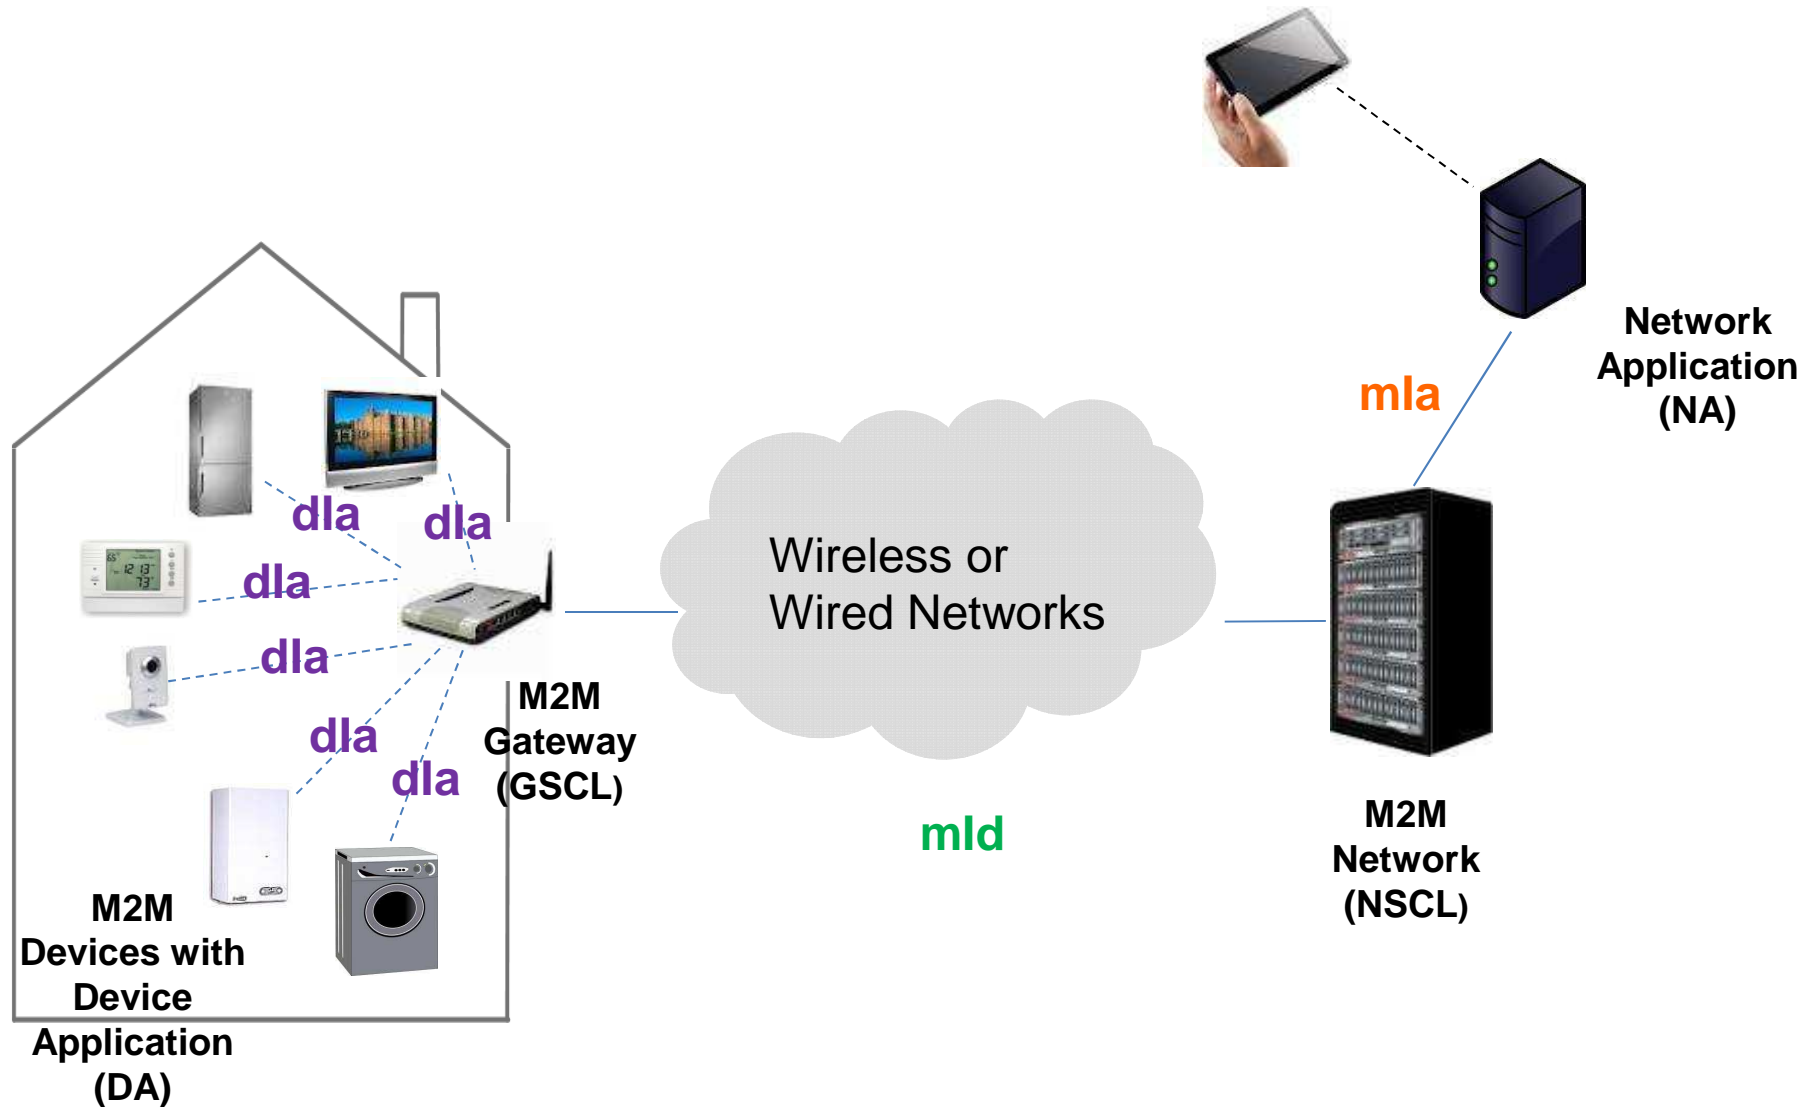 Network
Application
(NA)
mla
dla
dla
dla
dla
dla
dla
Wireless or
Wired Networks
M2M
Gateway
(GSCL)
mld
M2M
Network
(NSCL)
M2M
Devices with
Device
Application
(DA)